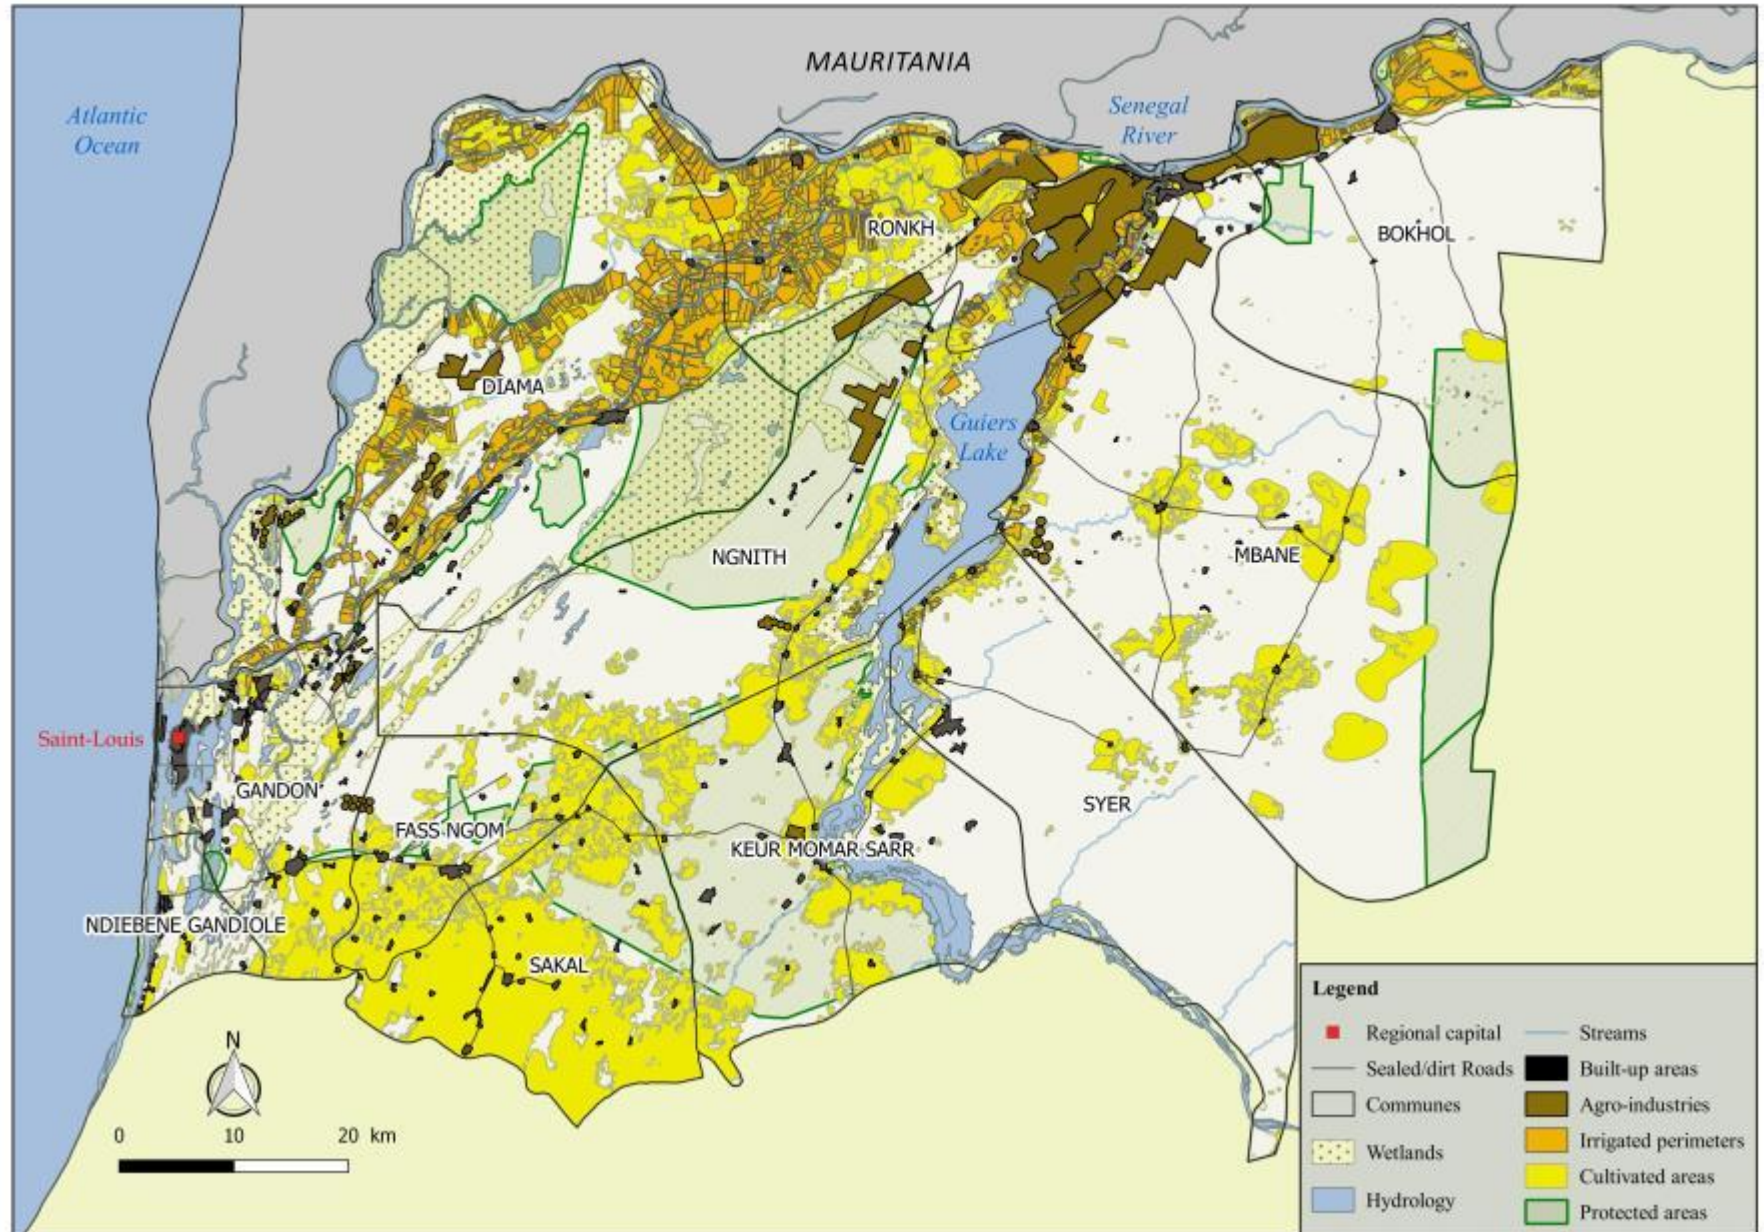 MAURITANIA
Atlantic
Ocean
Senegal
River
RONKH
BOKHOL
DIAMA
Guiers
Lake
NGNITH
MBANE
Saint-Louis
GANDON
SYER
FASS NGOM
KEUR MOMAR SARR
NDIEBENE GANDIOLE
SAKAL
N
0 10 20 km
Legend
Regional capital
Sealed/dirt Roads
Communes
Wetlands
Hydrology
Streams
Built-up areas
Agro-industries
Irrigated perimeters
Cultivated areas
Protected areas